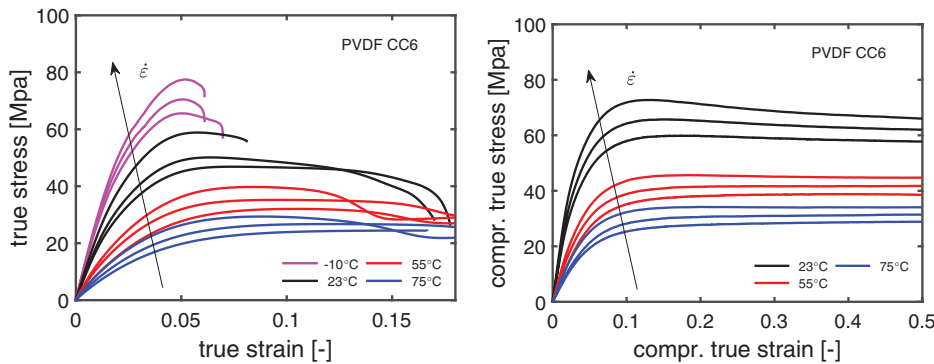 PVDF CC6
ε̇
true stress [Mpa]
100
80
60
40
20
0
-10°C
23°C
55°C
75°C
0
0.05
0.1
0.15
true strain [-]
PVDF CC6
ε̇
compr. true stress [Mpa]
100
80
60
40
20
0
23°C
55°C
75°C
0
0.1
0.2
0.3
0.4
0.5
compr. true strain [-]